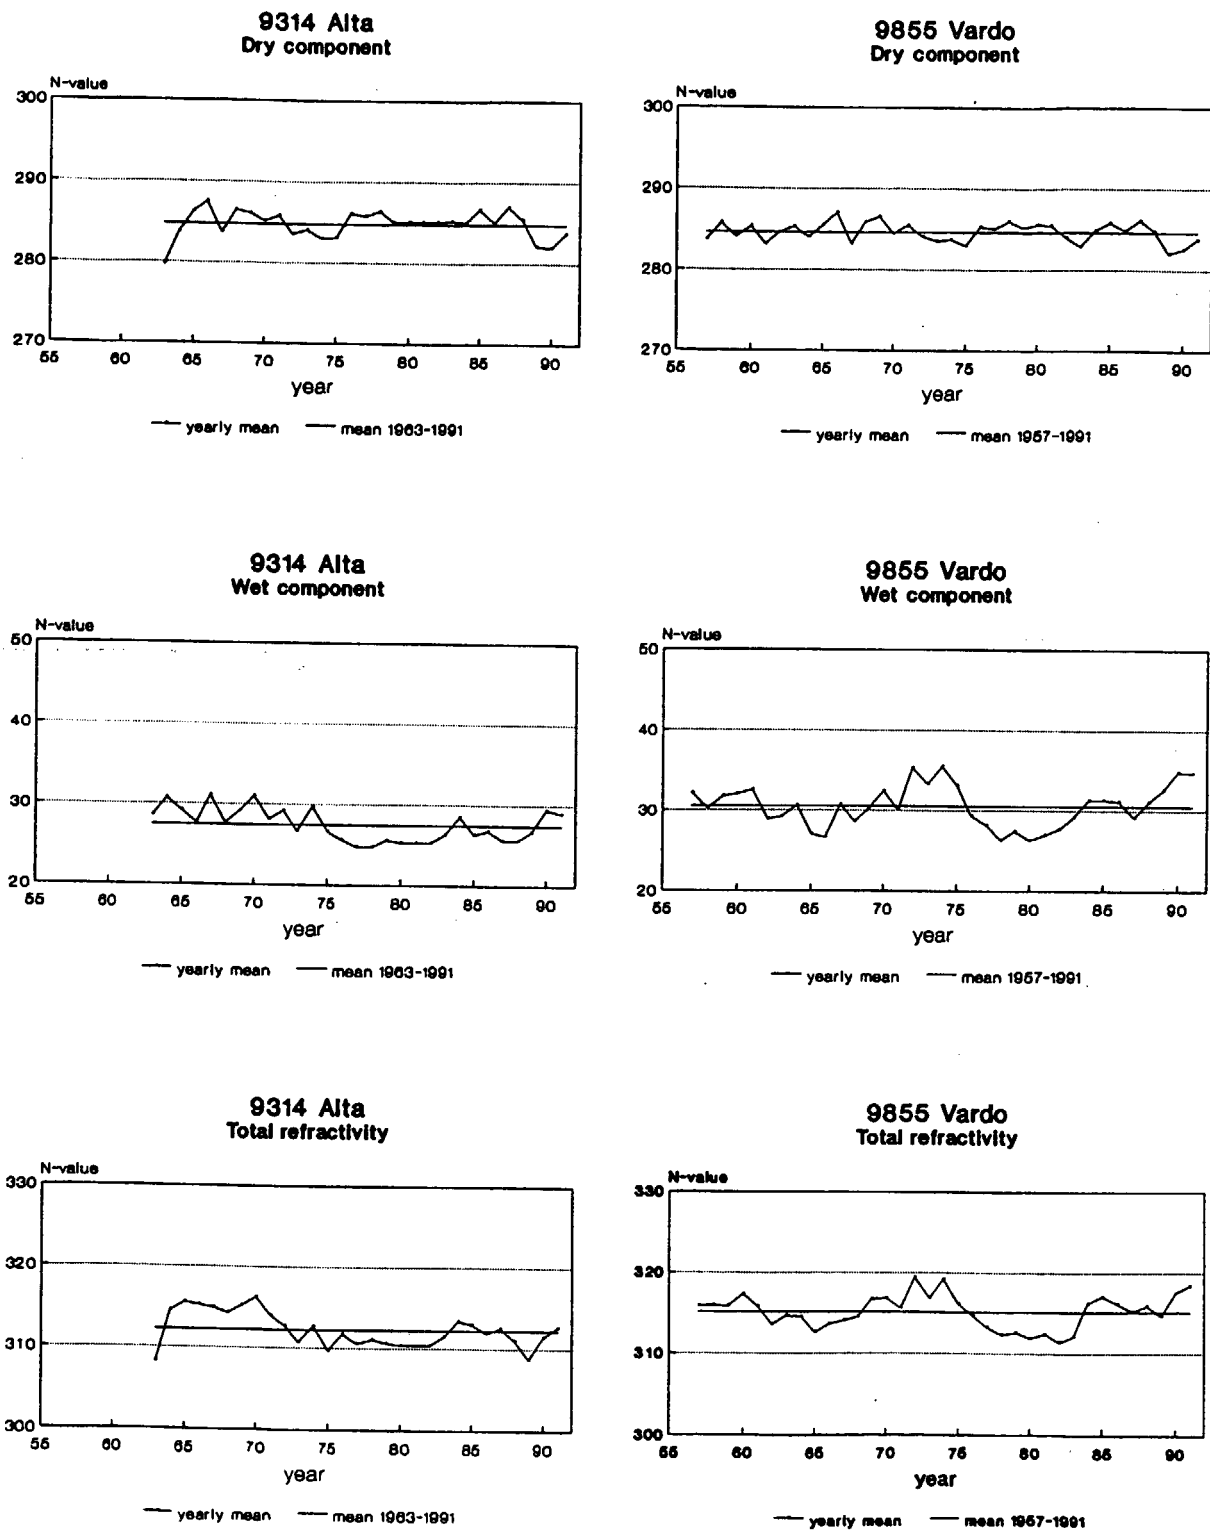 9314 Alta
Dry component
N-value
300
290
280
270
55 60 65 70 75 80 85 90
year
yearly mean mean 1963-1991
9855 Vardo
Dry component
N-value
300
290
280
270
55 60 65 70 75 80 85 90
year
yearly mean mean 1957-1991
9314 Alta
Wet component
N-value
50
40
30
20
55 60 65 70 75 80 85 90
year
yearly mean mean 1963-1991
9855 Vardo
Wet component
N-value
50
40
30
20
55 60 65 70 75 80 85 90
year
yearly mean mean 1957-1991
9314 Alta
Total refractivity
N-value
330
320
310
300
55 60 65 70 75 80 85 90
year
yearly mean mean 1963-1991
9855 Vardo
Total refractivity
N-value
330
320
310
300
55 60 65 70 75 80 85 90
year
yearly mean mean 1957-1991